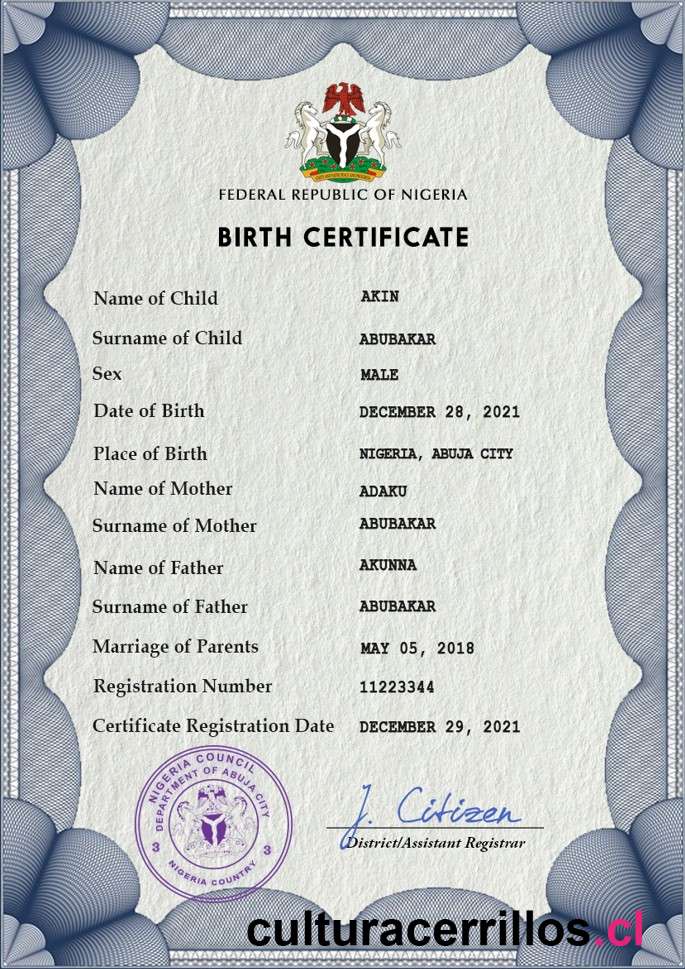 FEDERAL REPUBLIC OF NIGERIA
BIRTH CERTIFICATE
Name of Child AKIN
Surname of Child ABUBAKAR
Sex MALE
Date of Birth DECEMBER 28, 2021
Place of Birth NIGERIA, ABUJA CITY
Name of Mother ADAKU
Surname of Mother ABUBAKAR
Name of Father AKUNNA
Surname of Father ABUBAKAR
Marriage of Parents MAY 05, 2018
Registration Number 11223344
Certificate Registration Date DECEMBER 29, 2021
NIGERIA COUNCIL
DEPARTMENT OF ABUJA CITY
3 3
NIGERIA COUNTRY
J. Citizen
District/Assistant Registrar
culturacerrillos.cl